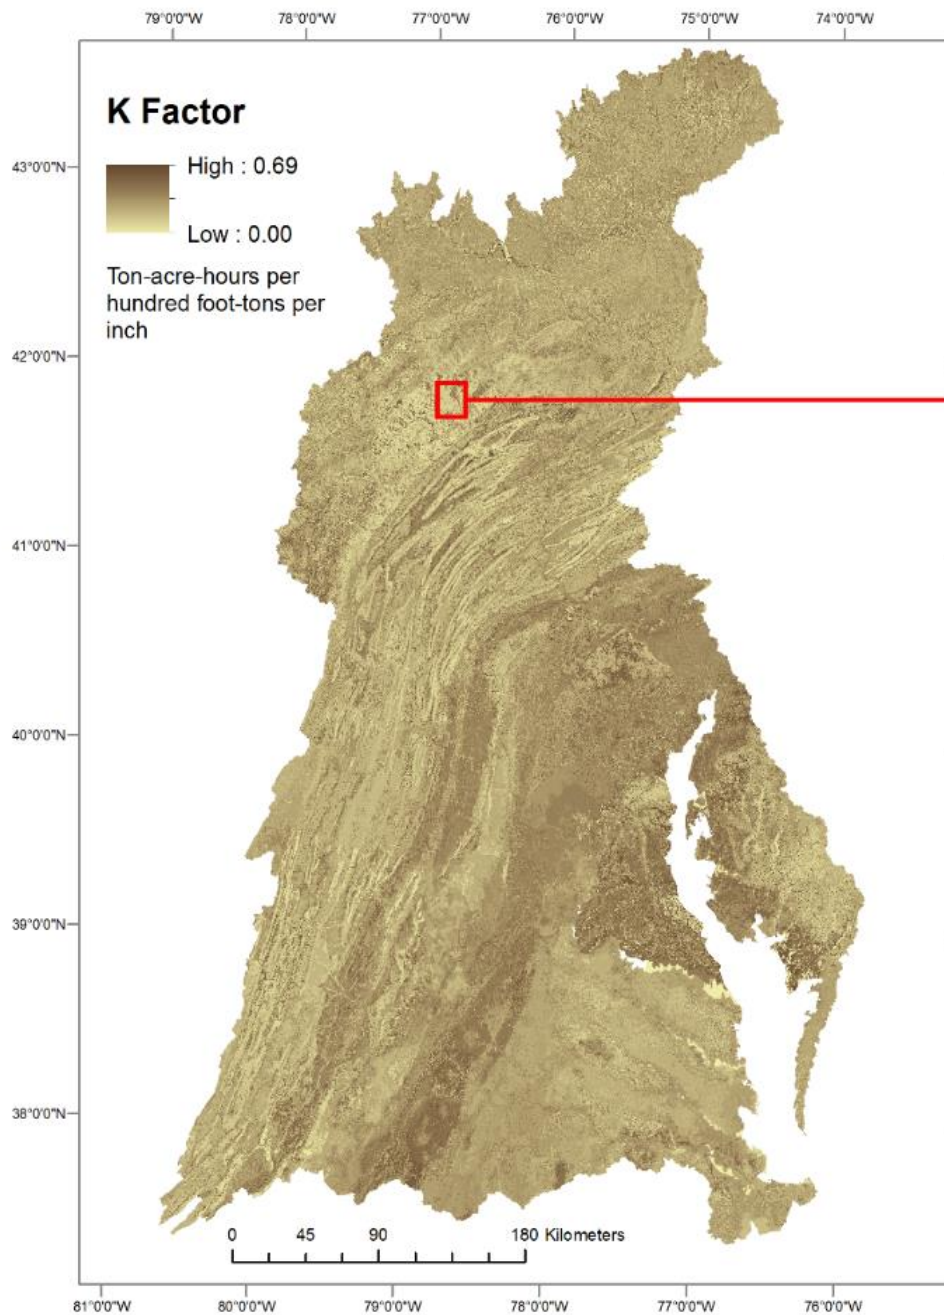 79°0'0"W 78°0'0"W 77°0'0"W 76°0'0"W 75°0'0"W 74°0'0"W
K Factor
High : 0.69
Low : 0.00
Ton-acre-hours per
hundred foot-tons per
inch
43°0'0"N
42°0'0"N
41°0'0"N
40°0'0"N
39°0'0"N
38°0'0"N
0 45 90 180 Kilometers
81°0'0"W 80°0'0"W 79°0'0"W 78°0'0"W 77°0'0"W 76°0'0"W